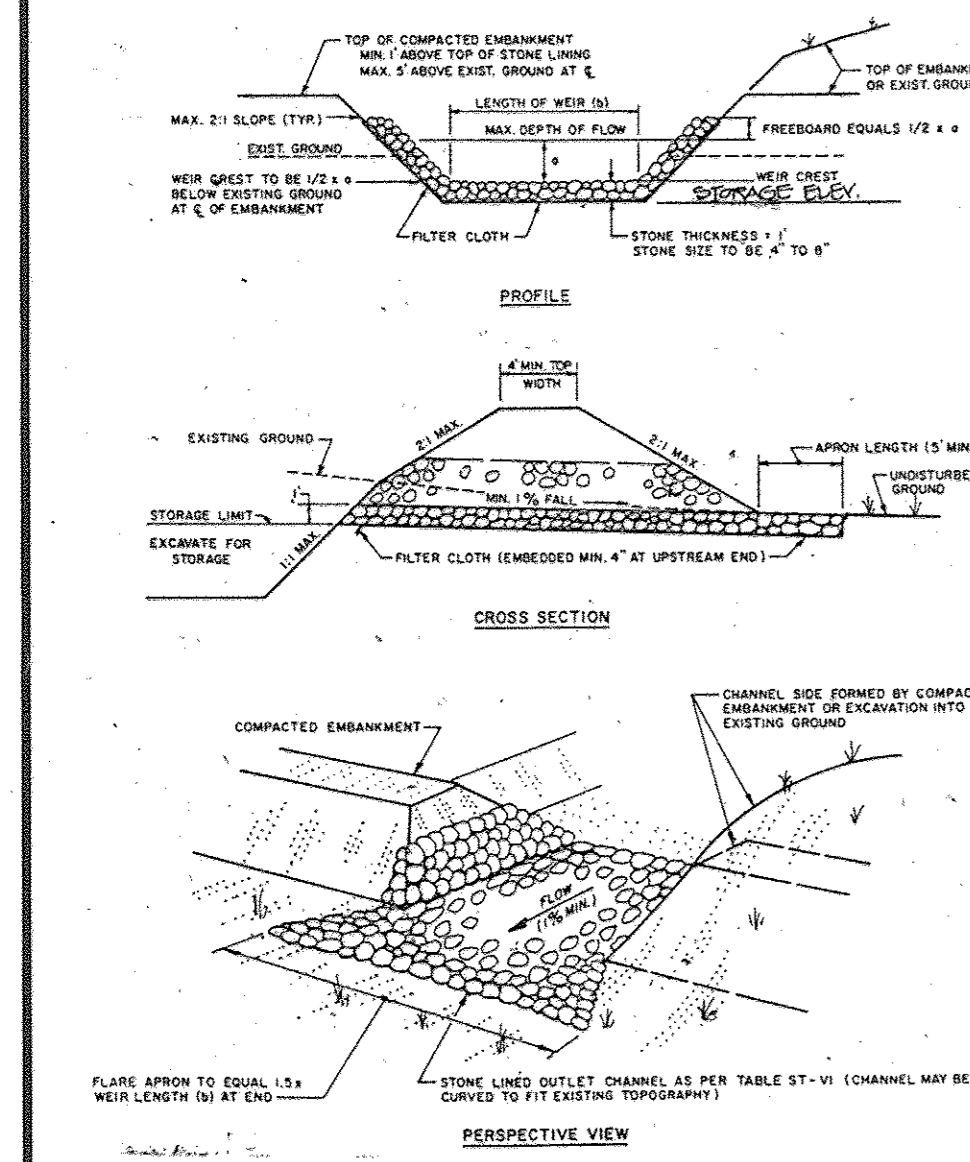 TOP OF COMPACTED EMBANKMENT
MIN. 1' ABOVE TOP OF STONE LINING
MAX. 5' ABOVE EXIST. GROUND AT ℄
TOP OF EMBANK
OR EXIST. GROUN
LENGTH OF WEIR (b)
MAX. 2:1 SLOPE (TYP.)
MAX. DEPTH OF FLOW
FREEBOARD EQUALS 1/2 x a
EXIST. GROUND
a
WEIR CREST TO BE 1/2 x a
BELOW EXISTING GROUND
AT ℄ OF EMBANKMENT
WEIR CREST
STORAGE ELEV.
FILTER CLOTH
STONE THICKNESS = 1'
STONE SIZE TO BE 4" TO 8"
PROFILE
4' MIN. TOP
WIDTH
EXISTING GROUND
2:1 MAX.
2:1 MAX.
APRON LENGTH (5' MIN
UNDISTURBE
GROUND
1'
MIN. 1% FALL
STORAGE LIMIT
EXCAVATE FOR
STORAGE
1:1 MAX.
FILTER CLOTH (EMBEDDED MIN. 4" AT UPSTREAM END)
CROSS SECTION
CHANNEL SIDE FORMED BY COMPAC
EMBANKMENT OR EXCAVATION INTO
EXISTING GROUND
COMPACTED EMBANKMENT
FLOW
(1% MIN.)
FLARE APRON TO EQUAL 1.5 x
WEIR LENGTH (b) AT END
STONE LINED OUTLET CHANNEL AS PER TABLE ST-VI (CHANNEL MAY BE
CURVED TO FIT EXISTING TOPOGRAPHY)
PERSPECTIVE VIEW